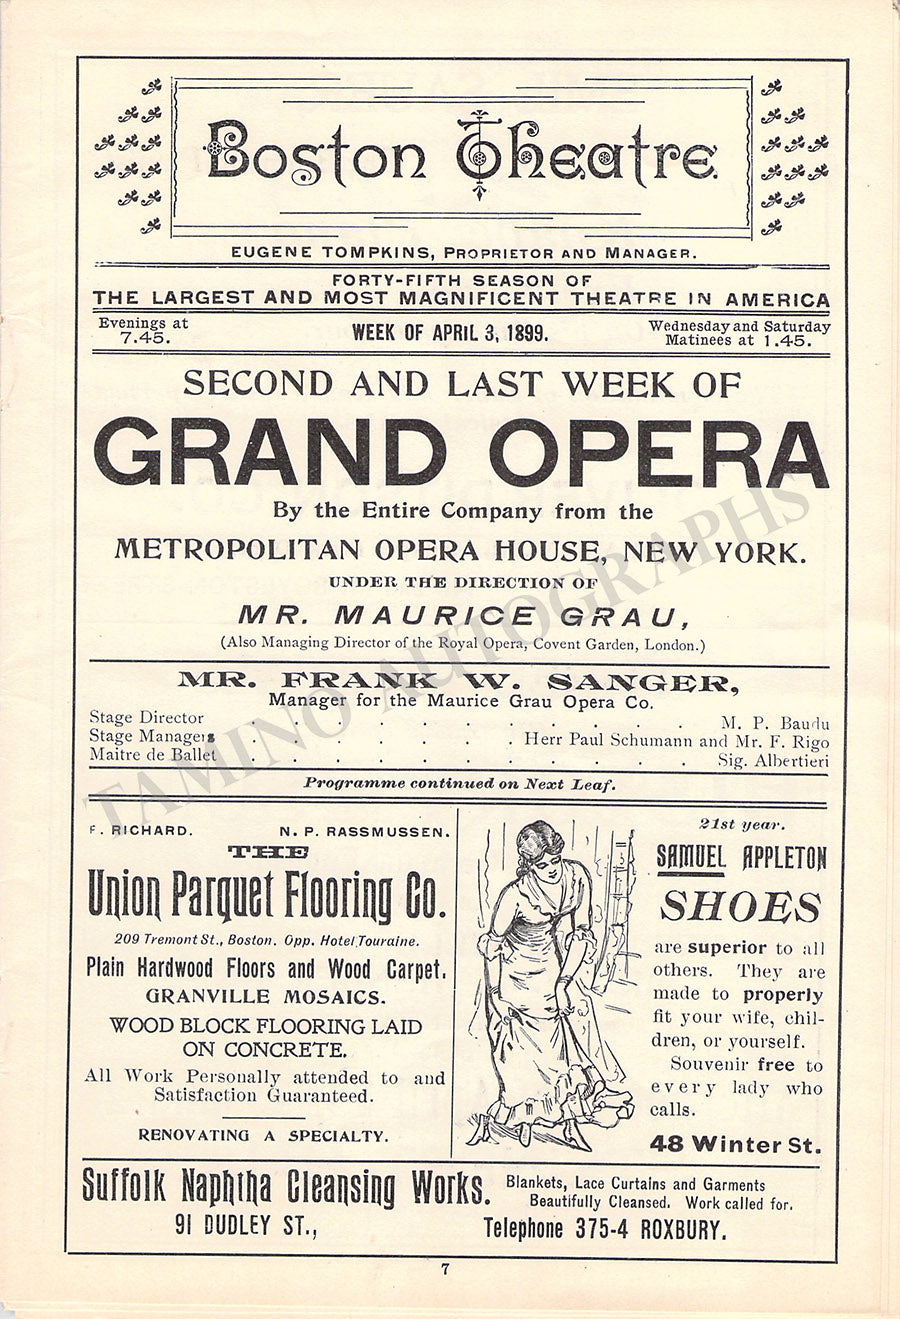 Boston Theatre
EUGENE TOMPKINS, PROPRIETOR AND MANAGER.
FORTY-FIFTH SEASON OF
THE LARGEST AND MOST MAGNIFICENT THEATRE IN AMERICA
Evenings at
7.45.
WEEK OF APRIL 3, 1899.
Wednesday and Saturday
Matinees at 1.45.
SECOND AND LAST WEEK OF
GRAND OPERA
By the Entire Company from the
METROPOLITAN OPERA HOUSE, NEW YORK.
UNDER THE DIRECTION OF
MR. MAURICE GRAU,
(Also Managing Director of the Royal Opera, Covent Garden, London.)
MR. FRANK W. SANGER,
Manager for the Maurice Grau Opera Co.
Stage Director . . . . . . . . . . M. P. Baudu
Stage Managers . . . . . . . Herr Paul Schumann and Mr. F. Rigo
Maitre de Ballet . . . . . . . . . . . Sig. Albertieri
Programme continued on Next Leaf.
TAMINO AUTOGRAPHS
F. RICHARD. N. P. RASSMUSSEN.
THE
Union Parquet Flooring Co.
209 Tremont St., Boston. Opp. Hotel Touraine.
Plain Hardwood Floors and Wood Carpet.
GRANVILLE MOSAICS.
WOOD BLOCK FLOORING LAID
ON CONCRETE.
All Work Personally attended to and
Satisfaction Guaranteed.
RENOVATING A SPECIALTY.
21st year.
SAMUEL APPLETON
SHOES
are superior to all
others. They are
made to properly
fit your wife, chil-
dren, or yourself.
Souvenir free to
every lady who
calls.
48 Winter St.
Suffolk Naphtha Cleansing Works.
91 DUDLEY ST.,
Blankets, Lace Curtains and Garments
Beautifully Cleansed. Work called for.
Telephone 375-4 ROXBURY.
7